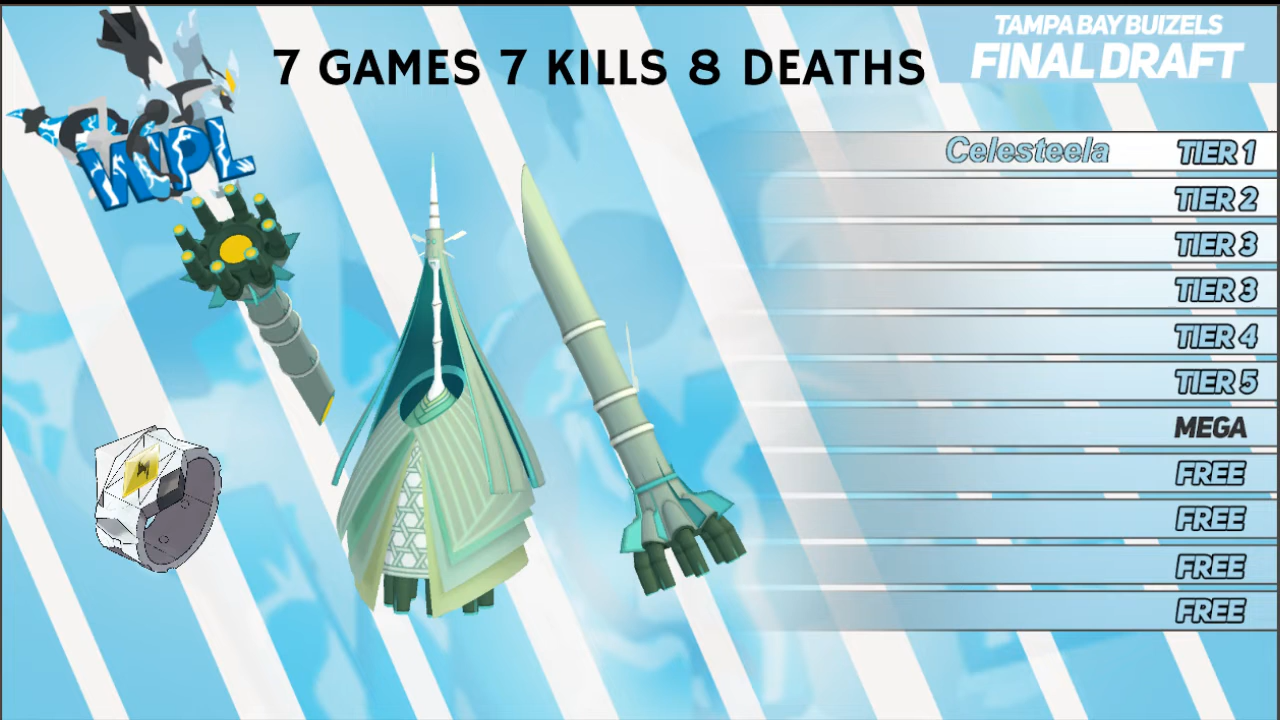 WPL
7 GAMES 7 KILLS 8 DEATHS
TAMPA BAY BUIZELS
FINAL DRAFT
Celesteela TIER 1
TIER 2
TIER 3
TIER 3
TIER 4
TIER 5
MEGA
FREE
FREE
FREE
FREE